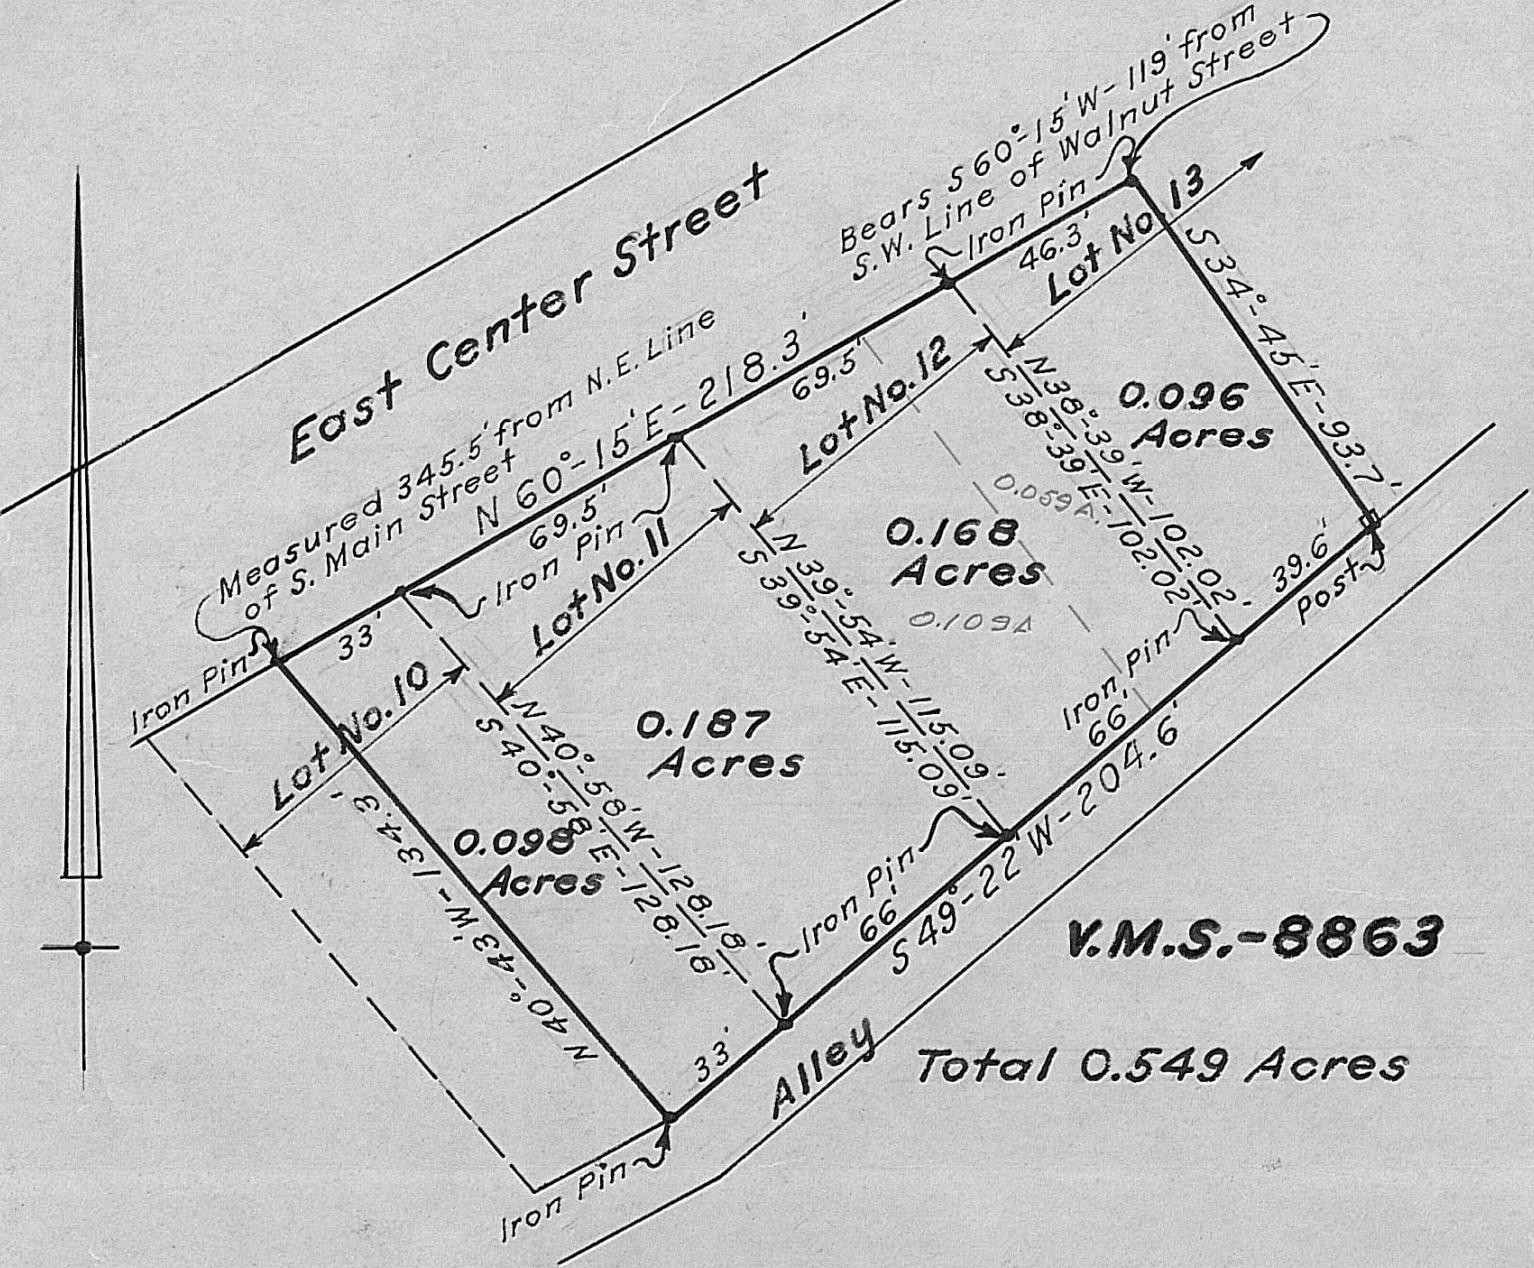 Bears S 60°-15' W - 119' from
S.W. Line of Walnut Street
Iron Pin
46.3'
Lot No. 13
S 34°-45' E - 93.7'
East Center Street
Measured 345.5' from N.E. Line
of S. Main Street
N 60°-15' E - 218.3'
69.5'
Lot No. 12
N 38°-39' W - 102.02'
S 38°-39' E - 102.02'
0.096
Acres
0.059A.
69.5'
Iron Pin
Lot No. 11
0.168
Acres
0.109A
N 39°-54' W - 115.09'
S 39°-54' E - 115.09'
39.6'
Post
Iron Pin
33'
Iron Pin
66'
Lot No. 10
0.187
Acres
N 40°-58' W - 128.18'
S 40°-58' E - 128.18'
0.098
Acres
N 40°-43' W - 134.3'
Iron Pin
66'
S 49°-22' W - 204.6'
V.M.S.-8863
33'
Alley
Total 0.549 Acres
Iron Pin